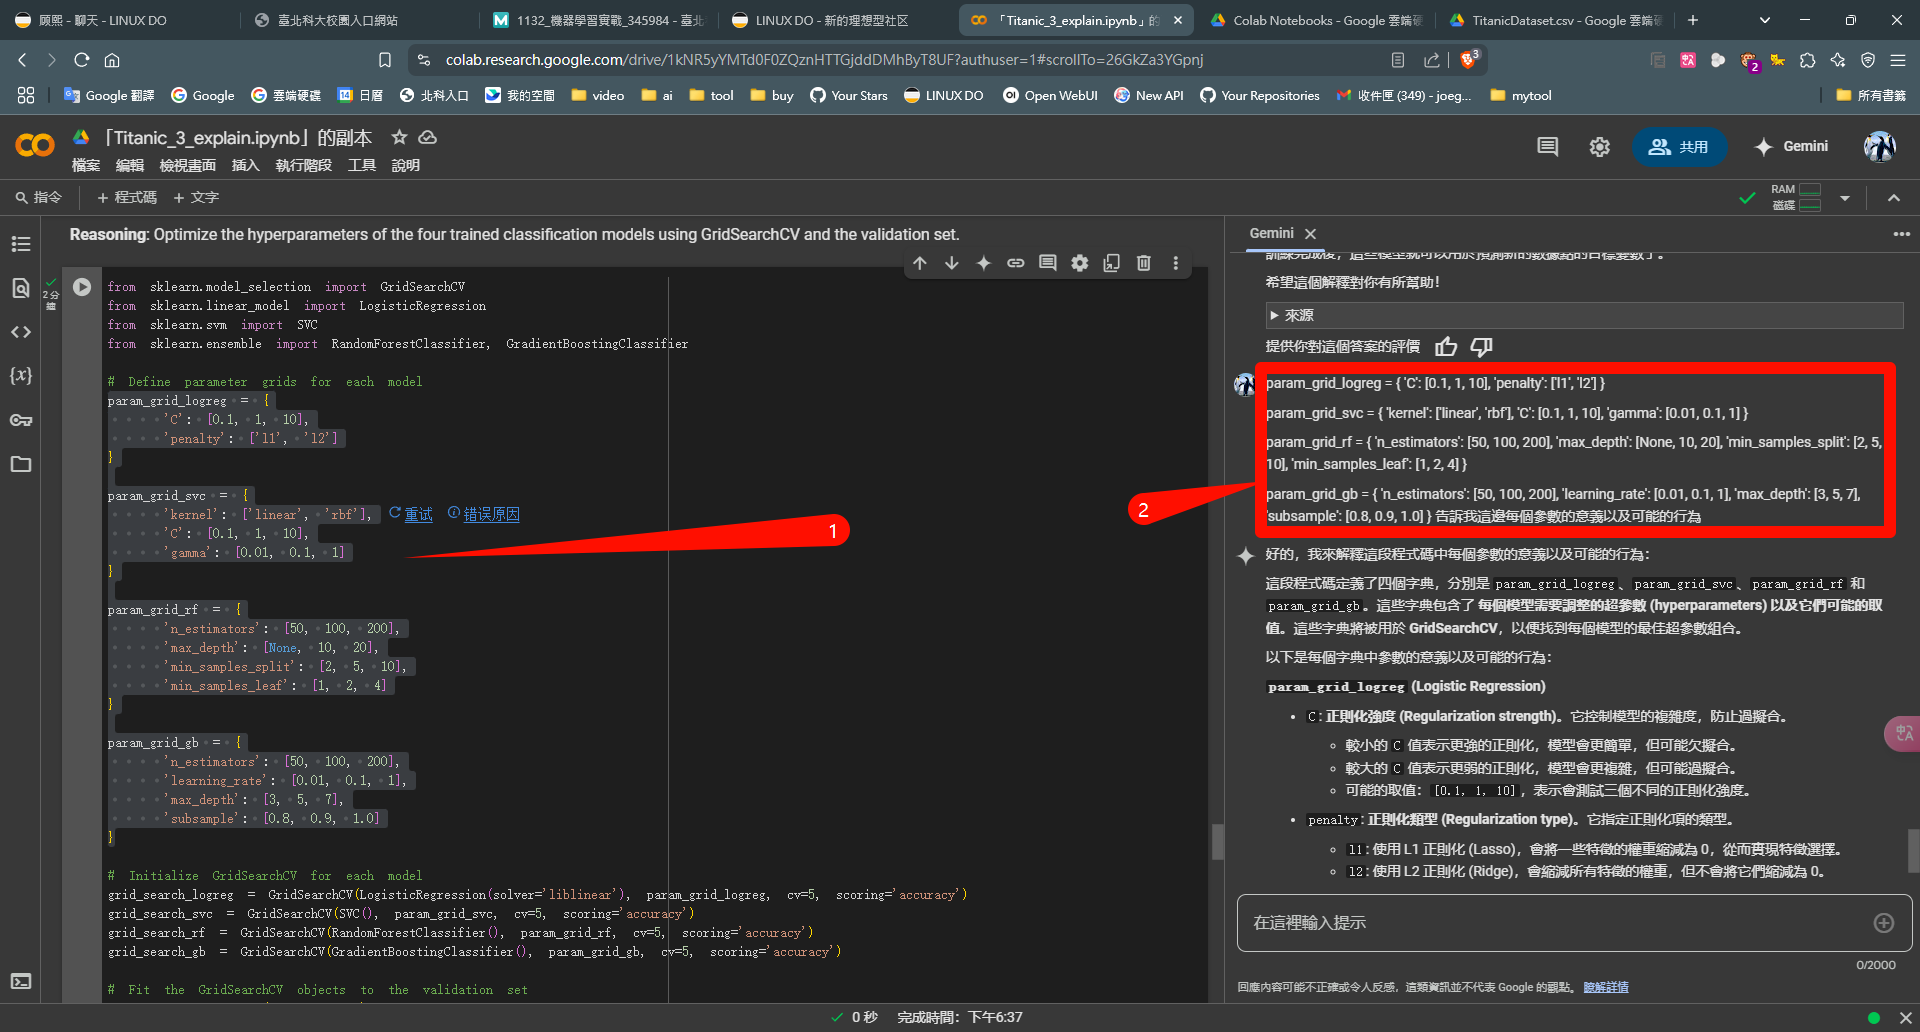 顾熙 - 聊天 - LINUX DO
臺北科大校園入口網站
1132_機器學習實戰_345984 - 臺北
LINUX DO - 新的理想型社区
「Titanic_3_explain.ipynb」的
Colab Notebooks - Google 雲端硬
TitanicDataset.csv - Google 雲端硬
colab.research.google.com/drive/1kNR5yYMTd0F0ZQznHTTGjddDMhByT8UF?authuser=1#scrollTo=26GkZa3YGpnj
3
2
Google 翻譯
Google
雲端硬碟
14 日曆
北科入口
我的空間
video
ai
tool
buy
Your Stars
LINUX DO
Open WebUI
New API
Your Repositories
收件匣 (349) - joeg...
mytool
所有書籤
「Titanic_3_explain.ipynb」的副本
檔案 編輯 檢視畫面 插入 執行階段 工具 說明
共用
Gemini
指令
+ 程式碼 + 文字
RAM
磁碟
Reasoning: Optimize the hyperparameters of the four trained classification models using GridSearchCV and the validation set.
2 分
鐘
from sklearn.model_selection import GridSearchCV
from sklearn.linear_model import LogisticRegression
from sklearn.svm import SVC
from sklearn.ensemble import RandomForestClassifier, GradientBoostingClassifier
# Define parameter grids for each model
param_grid_logreg = {
'C': [0.1, 1, 10],
'penalty': ['l1', 'l2']
}
param_grid_svc = {
'kernel': ['linear', 'rbf'], 重试 错误原因
'C': [0.1, 1, 10],
'gamma': [0.01, 0.1, 1]
}
1
param_grid_rf = {
'n_estimators': [50, 100, 200],
'max_depth': [None, 10, 20],
'min_samples_split': [2, 5, 10],
'min_samples_leaf': [1, 2, 4]
}
param_grid_gb = {
'n_estimators': [50, 100, 200],
'learning_rate': [0.01, 0.1, 1],
'max_depth': [3, 5, 7],
'subsample': [0.8, 0.9, 1.0]
}
# Initialize GridSearchCV for each model
grid_search_logreg = GridSearchCV(LogisticRegression(solver='liblinear'), param_grid_logreg, cv=5, scoring='accuracy')
grid_search_svc = GridSearchCV(SVC(), param_grid_svc, cv=5, scoring='accuracy')
grid_search_rf = GridSearchCV(RandomForestClassifier(), param_grid_rf, cv=5, scoring='accuracy')
grid_search_gb = GridSearchCV(GradientBoostingClassifier(), param_grid_gb, cv=5, scoring='accuracy')
# Fit the GridSearchCV objects to the validation set
Gemini
訓練完成後，這些模型就可以用於預測新的數據點的目標變數了。
希望這個解釋對你有所幫助！
來源
提供你對這個答案的評價
param_grid_logreg = { 'C': [0.1, 1, 10], 'penalty': ['l1', 'l2'] }
param_grid_svc = { 'kernel': ['linear', 'rbf'], 'C': [0.1, 1, 10], 'gamma': [0.01, 0.1, 1] }
param_grid_rf = { 'n_estimators': [50, 100, 200], 'max_depth': [None, 10, 20], 'min_samples_split': [2, 5,
10], 'min_samples_leaf': [1, 2, 4] }
param_grid_gb = { 'n_estimators': [50, 100, 200], 'learning_rate': [0.01, 0.1, 1], 'max_depth': [3, 5, 7],
'subsample': [0.8, 0.9, 1.0] } 告訴我這邊每個參數的意義以及可能的行為
2
好的，我來解釋這段程式碼中每個參數的意義以及可能的行為：
這段程式碼定義了四個字典，分別是 param_grid_logreg、param_grid_svc、param_grid_rf 和
param_grid_gb。這些字典包含了 每個模型需要調整的超參數 (hyperparameters) 以及它們可能的取
值。這些字典將被用於 GridSearchCV，以便找到每個模型的最佳超參數組合。
以下是每個字典中參數的意義以及可能的行為：
param_grid_logreg (Logistic Regression)
• C: 正則化強度 (Regularization strength)。它控制模型的複雜度，防止過擬合。
◦ 較小的 C 值表示更強的正則化，模型會更簡單，但可能欠擬合。
◦ 較大的 C 值表示更弱的正則化，模型會更複雜，但可能過擬合。
◦ 可能的取值：[0.1, 1, 10]，表示會測試三個不同的正則化強度。
• penalty: 正則化類型 (Regularization type)。它指定正則化項的類型。
◦ l1: 使用 L1 正則化 (Lasso)，會將一些特徵的權重縮減為 0，從而實現特徵選擇。
◦ l2: 使用 L2 正則化 (Ridge)，會縮減所有特徵的權重，但不會將它們縮減為 0。
在這裡輸入提示
0/2000
回應內容可能不正確或令人反感，這類資訊並不代表 Google 的觀點。 瞭解詳情
0 秒 完成時間：下午6:37